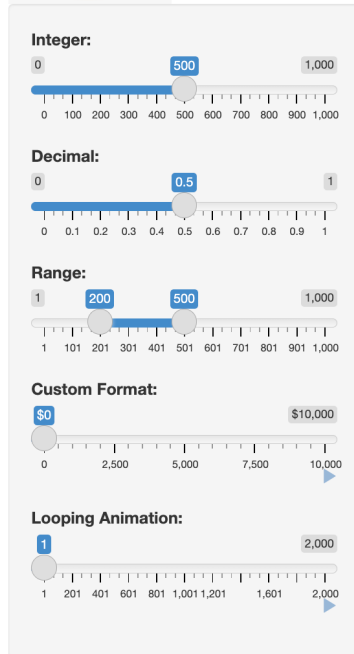 Integer:
0 500 1,000
0 100 200 300 400 500 600 700 800 900 1,000
Decimal:
0 0.5 1
0 0.1 0.2 0.3 0.4 0.5 0.6 0.7 0.8 0.9 1
Range:
1 200 500 1,000
1 101 201 301 401 501 601 701 801 901 1,000
Custom Format:
$0 $10,000
0 2,500 5,000 7,500 10,000
Looping Animation:
1 2,000
1 201 401 601 801 1,001 1,201 1,601 2,000